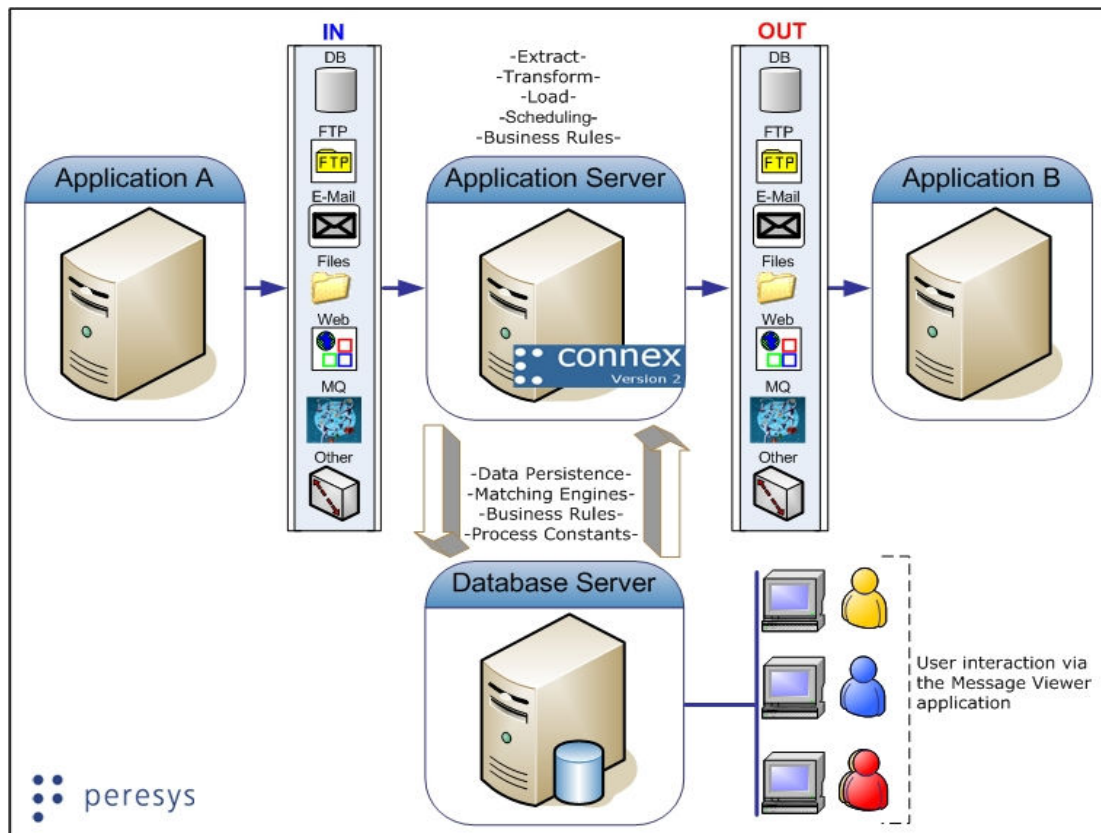 IN
OUT
DB
FTP
FTP
E-Mail
Files
Web
MQ
Other
-Extract-
-Transform-
-Load-
-Scheduling-
-Business Rules-
DB
FTP
FTP
E-Mail
Files
Web
MQ
Other
Application A
Application Server
Application B
connex
Version 2
-Data Persistence-
-Matching Engines-
-Business Rules-
-Process Constants-
Database Server
User interaction via
the Message Viewer
application
peresys